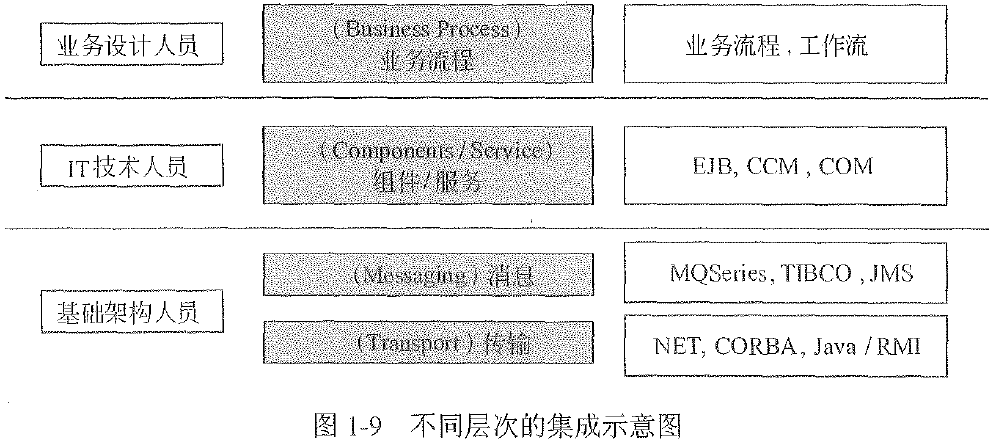 业务设计人员
(Business Process)
业务流程
业务流程,工作流
IT技术人员
(Components/Service)
组件/服务
EJB, CCM, COM
基础架构人员
(Messaging) 消息
MQSeries, TIBCO, JMS
(Transport) 传输
NET, CORBA, Java / RMI
图 1-9 不同层次的集成示意图